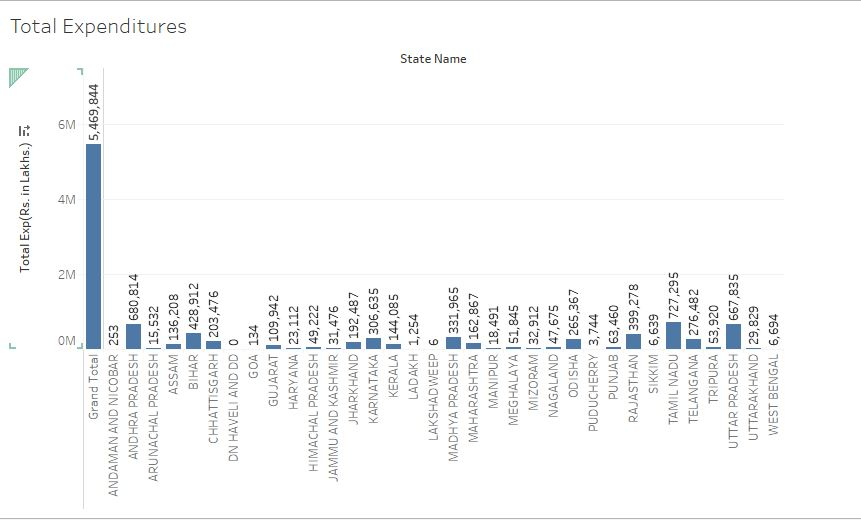 Total Expenditures
State Name
Total Exp(Rs. in Lakhs.)
6M
4M
2M
0M
5,469,844
253
680,814
15,532
136,208
428,912
203,476
0
134
109,942
23,112
49,222
31,476
192,487
306,635
144,085
1,254
6
331,965
162,867
18,491
51,845
32,912
47,675
265,367
3,744
63,460
399,278
6,639
727,295
276,482
53,920
667,835
29,829
6,694
Grand Total
ANDAMAN AND NICOBAR
ANDHRA PRADESH
ARUNACHAL PRADESH
ASSAM
BIHAR
CHHATTISGARH
DN HAVELI AND DD
GOA
GUJARAT
HARYANA
HIMACHAL PRADESH
JAMMU AND KASHMIR
JHARKHAND
KARNATAKA
KERALA
LADAKH
LAKSHADWEEP
MADHYA PRADESH
MAHARASHTRA
MANIPUR
MEGHALAYA
MIZORAM
NAGALAND
ODISHA
PUDUCHERRY
PUNJAB
RAJASTHAN
SIKKIM
TAMIL NADU
TELANGANA
TRIPURA
UTTAR PRADESH
UTTARAKHAND
WEST BENGAL